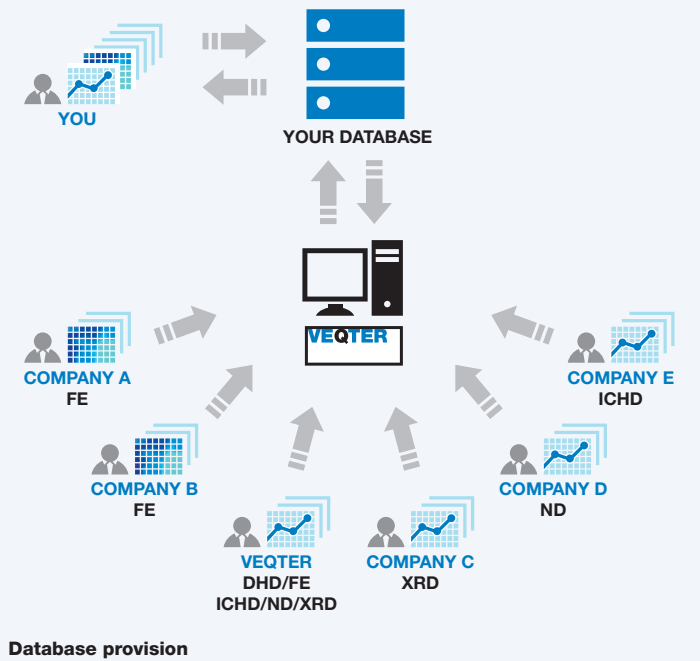 YOU
YOUR DATABASE
VEQTER
COMPANY A
FE
COMPANY E
ICHD
COMPANY B
FE
COMPANY D
ND
VEQTER
DHD/FE
ICHD/ND/XRD
COMPANY C
XRD
Database provision